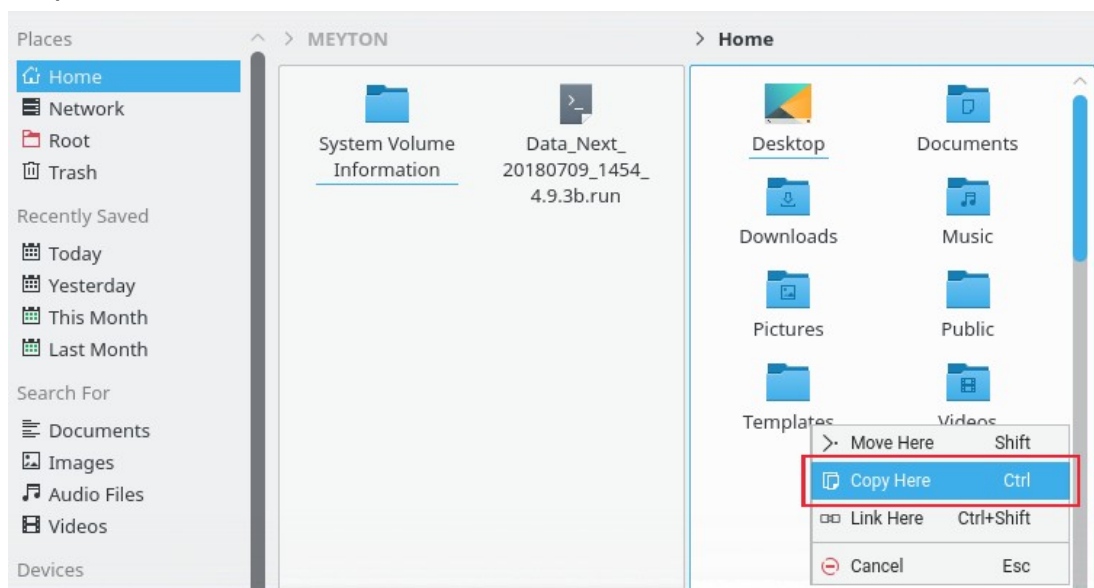 Places
Home
Network
Root
Trash
Recently Saved
Today
Yesterday
This Month
Last Month
Search For
Documents
Images
Audio Files
Videos
Devices
> MEYTON
System Volume
Information
Data_Next_
20180709_1454_
4.9.3b.run
> Home
Desktop
Documents
Downloads
Music
Pictures
Public
Templates
Videos
Move Here Shift
Copy Here Ctrl
Link Here Ctrl+Shift
Cancel Esc